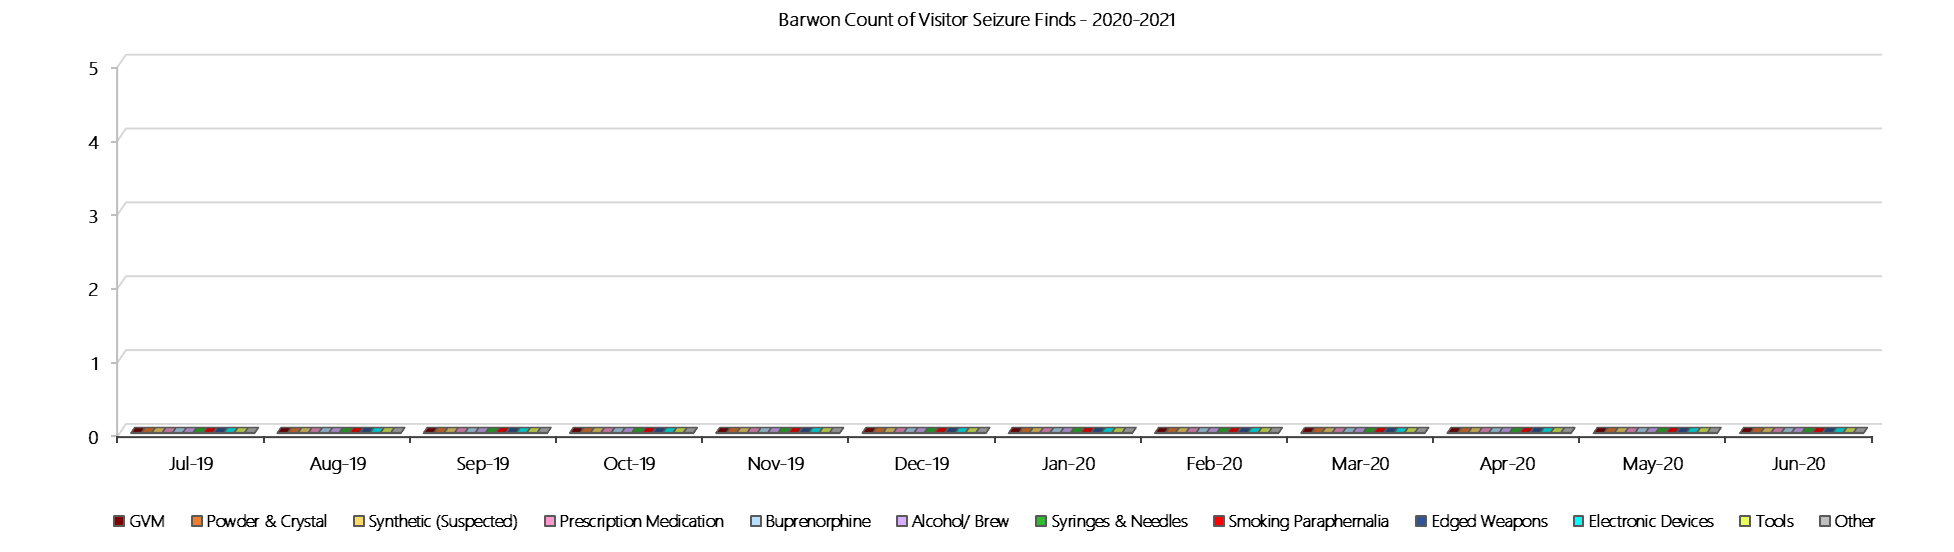 Barwon Count of Visitor Seizure Finds - 2020-2021
5
4
3
2
1
0
Jul-19 Aug-19 Sep-19 Oct-19 Nov-19 Dec-19 Jan-20 Feb-20 Mar-20 Apr-20 May-20 Jun-20
GVM Powder & Crystal Synthetic (Suspected) Prescription Medication Buprenorphine Alcohol/ Brew Syringes & Needles Smoking Paraphernalia Edged Weapons Electronic Devices Tools Other